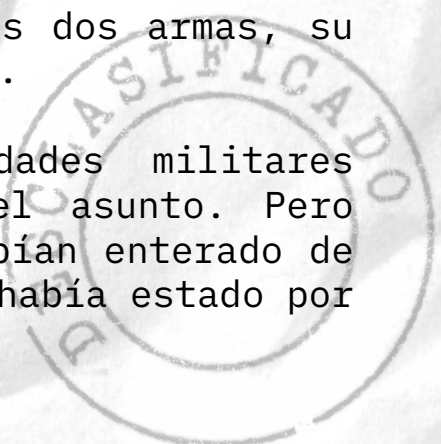 s dos armas, su
.
dades militares
el asunto. Pero
bían enterado de
había estado por
DESCLASIFICADO